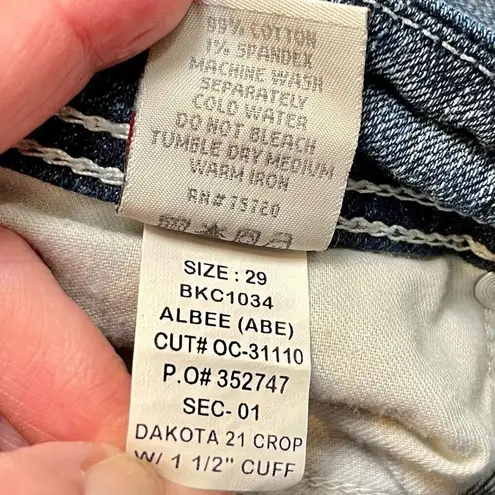 99% COTTON
1% SPANDEX
MACHINE WASH
SEPARATELY
COLD WATER
DO NOT BLEACH
TUMBLE DRY MEDIUM
WARM IRON
RN# 75720
SIZE : 29
BKC1034
ALBEE (ABE)
CUT# OC-31110
P.O# 352747
SEC- 01
DAKOTA 21 CROP
W/ 1 1/2" CUFF